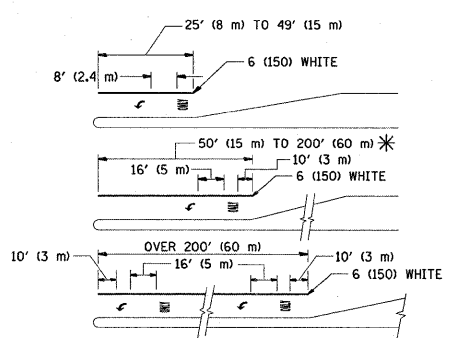 25' (8 m) TO 49' (15 m)
8' (2.4 m)
6 (150) WHITE
50' (15 m) TO 200' (60 m) *
16' (5 m)
10' (3 m)
6 (150) WHITE
OVER 200' (60 m)
10' (3 m)
16' (5 m)
10' (3 m)
6 (150) WHITE